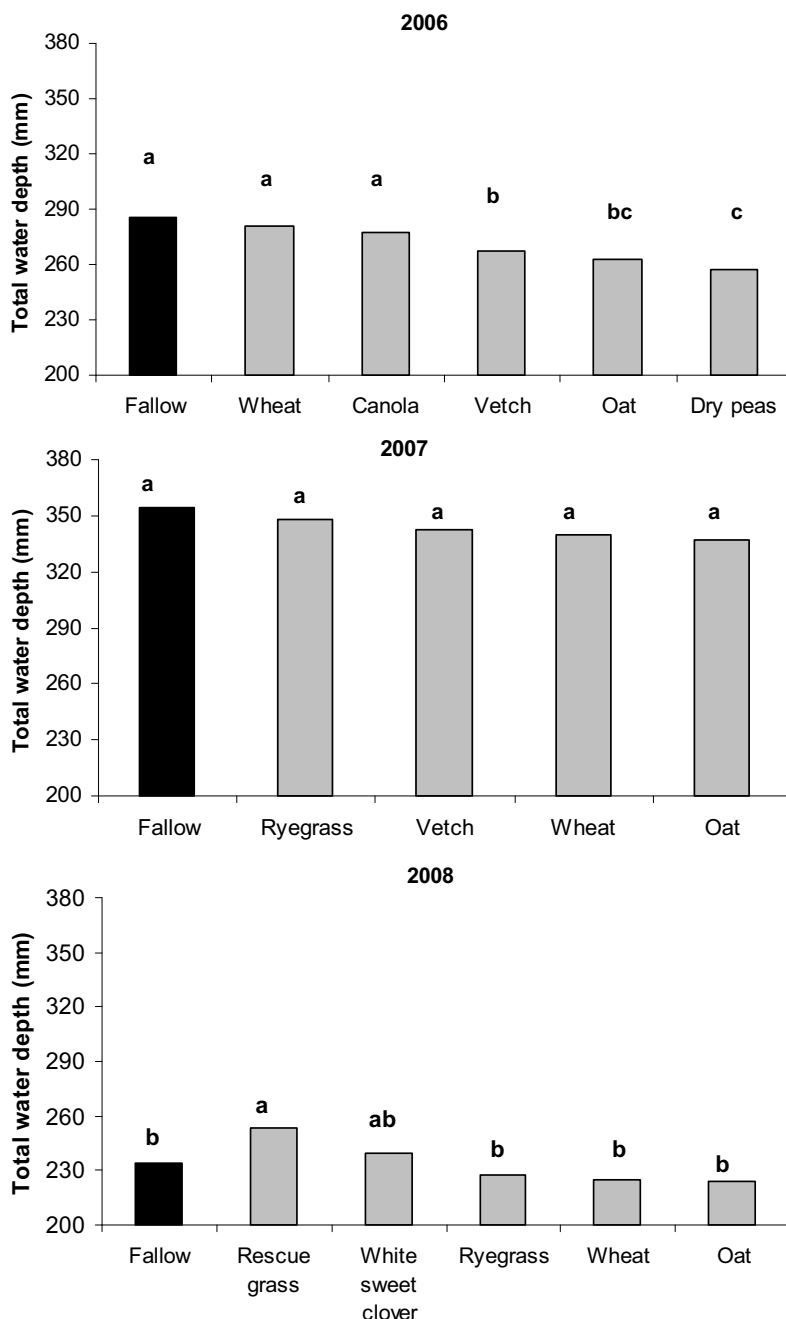 2006
Total water depth (mm)
380
350
320
290
260
230
200
a a a b bc c
Fallow Wheat Canola Vetch Oat Dry peas
2007
Total water depth (mm)
380
350
320
290
260
230
200
a a a a a
Fallow Ryegrass Vetch Wheat Oat
2008
Total water depth (mm)
380
350
320
290
260
230
200
b a ab b b b
Fallow Rescue White Ryegrass Wheat Oat
grass sweet
clover